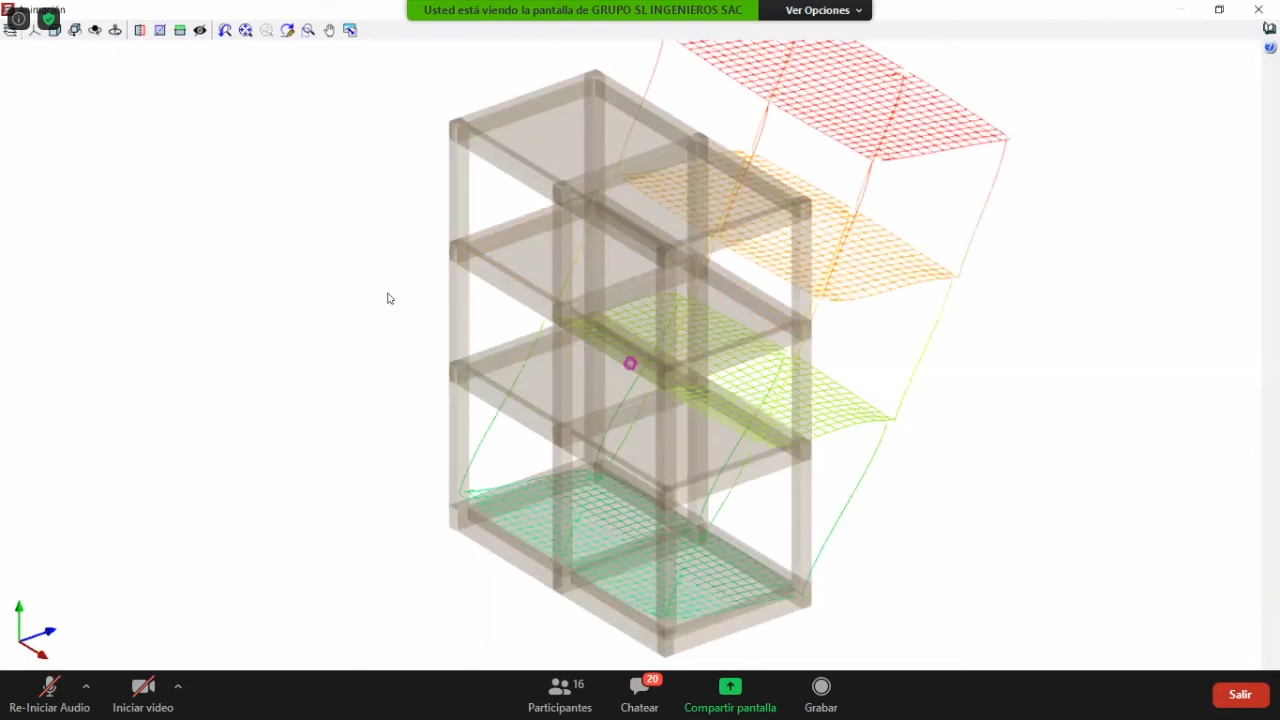 Animación
Usted está viendo la pantalla de GRUPO SL INGENIEROS SAC
Ver Opciones
Re-Iniciar Audio
Iniciar video
16
Participantes
20
Chatear
Compartir pantalla
Grabar
Salir